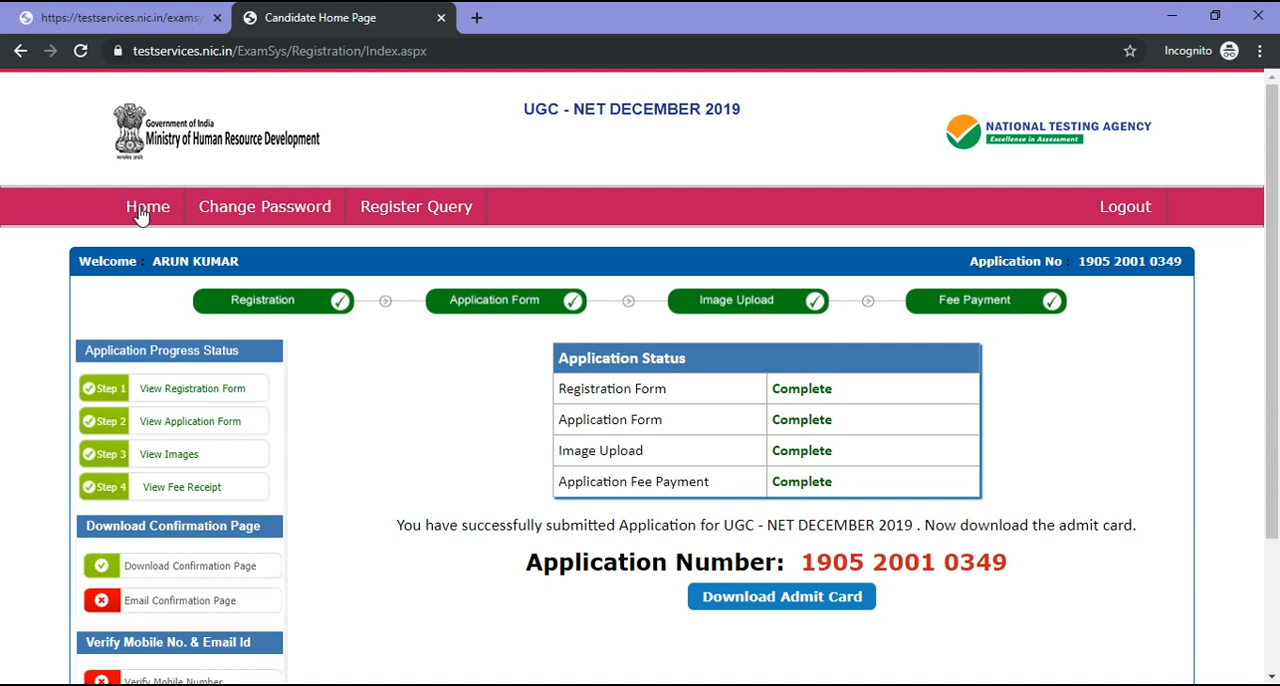 https://testservices.nic.in/examsy
Candidate Home Page
testservices.nic.in/ExamSys/Registration/Index.aspx
Incognito
Government of India
Ministry of Human Resource Development
UGC - NET DECEMBER 2019
NATIONAL TESTING AGENCY
Excellence in Assessment
Home
Change Password
Register Query
Logout
Welcome : ARUN KUMAR
Application No : 1905 2001 0349
Registration
Application Form
Image Upload
Fee Payment
Application Progress Status
Step 1 View Registration Form
Step 2 View Application Form
Step 3 View Images
Step 4 View Fee Receipt
Download Confirmation Page
Download Confirmation Page
Email Confirmation Page
Verify Mobile No. & Email Id
Verify Mobile Number
Application Status
Registration Form Complete
Application Form Complete
Image Upload Complete
Application Fee Payment Complete
You have successfully submitted Application for UGC - NET DECEMBER 2019 . Now download the admit card.
Application Number: 1905 2001 0349
Download Admit Card